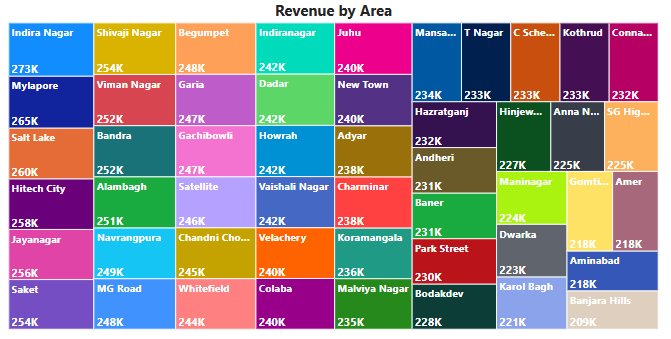 Revenue by Area
Indira Nagar
273K
Mylapore
265K
Salt Lake
260K
Hitech City
258K
Jayanagar
256K
Saket
254K
Shivaji Nagar
254K
Viman Nagar
252K
Bandra
252K
Alambagh
251K
Navrangpura
249K
MG Road
248K
Begumpet
248K
Garia
247K
Gachibowli
247K
Satellite
246K
Chandni Cho...
245K
Whitefield
244K
Indiranagar
242K
Dadar
242K
Howrah
242K
Vaishali Nagar
242K
Velachery
240K
Colaba
240K
Juhu
240K
New Town
240K
Adyar
238K
Charminar
238K
Koramangala
236K
Malviya Nagar
235K
Mansa...
234K
T Nagar
233K
C Sche...
233K
Kothrud
233K
Conna...
232K
Hazratganj
232K
Andheri
231K
Baner
231K
Park Street
230K
Bodakdev
228K
Hinjew...
227K
Anna N...
225K
SG Hig...
225K
Maninagar
224K
Dwarka
223K
Karol Bagh
221K
Gomti...
218K
Amer
218K
Aminabad
218K
Banjara Hills
209K